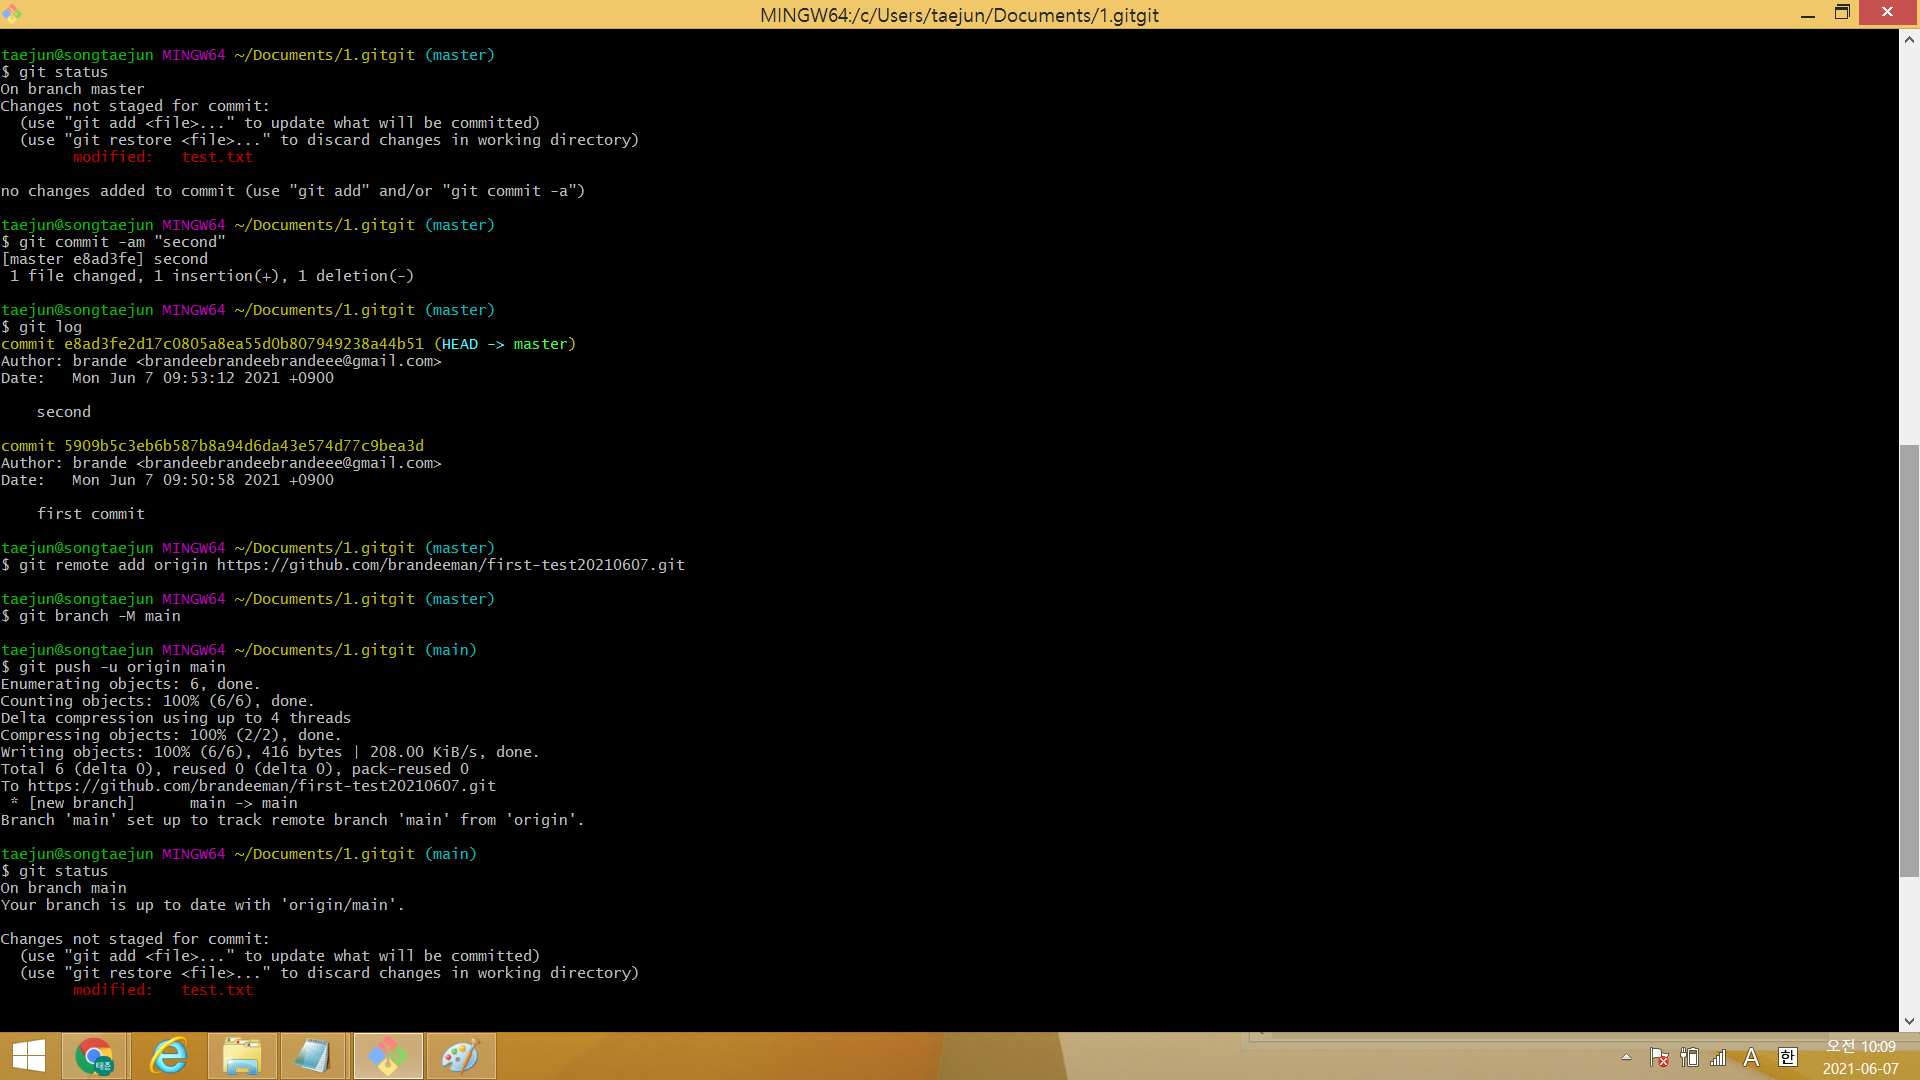 MINGW64:/c/Users/taejun/Documents/1.gitgit
taejun@songtaejun MINGW64 ~/Documents/1.gitgit (master)
$ git status
On branch master
Changes not staged for commit:
  (use "git add <file>..." to update what will be committed)
  (use "git restore <file>..." to discard changes in working directory)
        modified:   test.txt
no changes added to commit (use "git add" and/or "git commit -a")
taejun@songtaejun MINGW64 ~/Documents/1.gitgit (master)
$ git commit -am "second"
[master e8ad3fe] second
 1 file changed, 1 insertion(+), 1 deletion(-)
taejun@songtaejun MINGW64 ~/Documents/1.gitgit (master)
$ git log
commit e8ad3fe2d17c0805a8ea55d0b807949238a44b51 (HEAD -> master)
Author: brande <brandeebrandeebrandeee@gmail.com>
Date:   Mon Jun 7 09:53:12 2021 +0900
    second
commit 5909b5c3eb6b587b8a94d6da43e574d77c9bea3d
Author: brande <brandeebrandeebrandeee@gmail.com>
Date:   Mon Jun 7 09:50:58 2021 +0900
    first commit
taejun@songtaejun MINGW64 ~/Documents/1.gitgit (master)
$ git remote add origin https://github.com/brandeeman/first-test20210607.git
taejun@songtaejun MINGW64 ~/Documents/1.gitgit (master)
$ git branch -M main
taejun@songtaejun MINGW64 ~/Documents/1.gitgit (main)
$ git push -u origin main
Enumerating objects: 6, done.
Counting objects: 100% (6/6), done.
Delta compression using up to 4 threads
Compressing objects: 100% (2/2), done.
Writing objects: 100% (6/6), 416 bytes | 208.00 KiB/s, done.
Total 6 (delta 0), reused 0 (delta 0), pack-reused 0
To https://github.com/brandeeman/first-test20210607.git
 * [new branch]      main -> main
Branch 'main' set up to track remote branch 'main' from 'origin'.
taejun@songtaejun MINGW64 ~/Documents/1.gitgit (main)
$ git status
On branch main
Your branch is up to date with 'origin/main'.
Changes not staged for commit:
  (use "git add <file>..." to update what will be committed)
  (use "git restore <file>..." to discard changes in working directory)
        modified:   test.txt
A 한 오전 10:09
2021-06-07